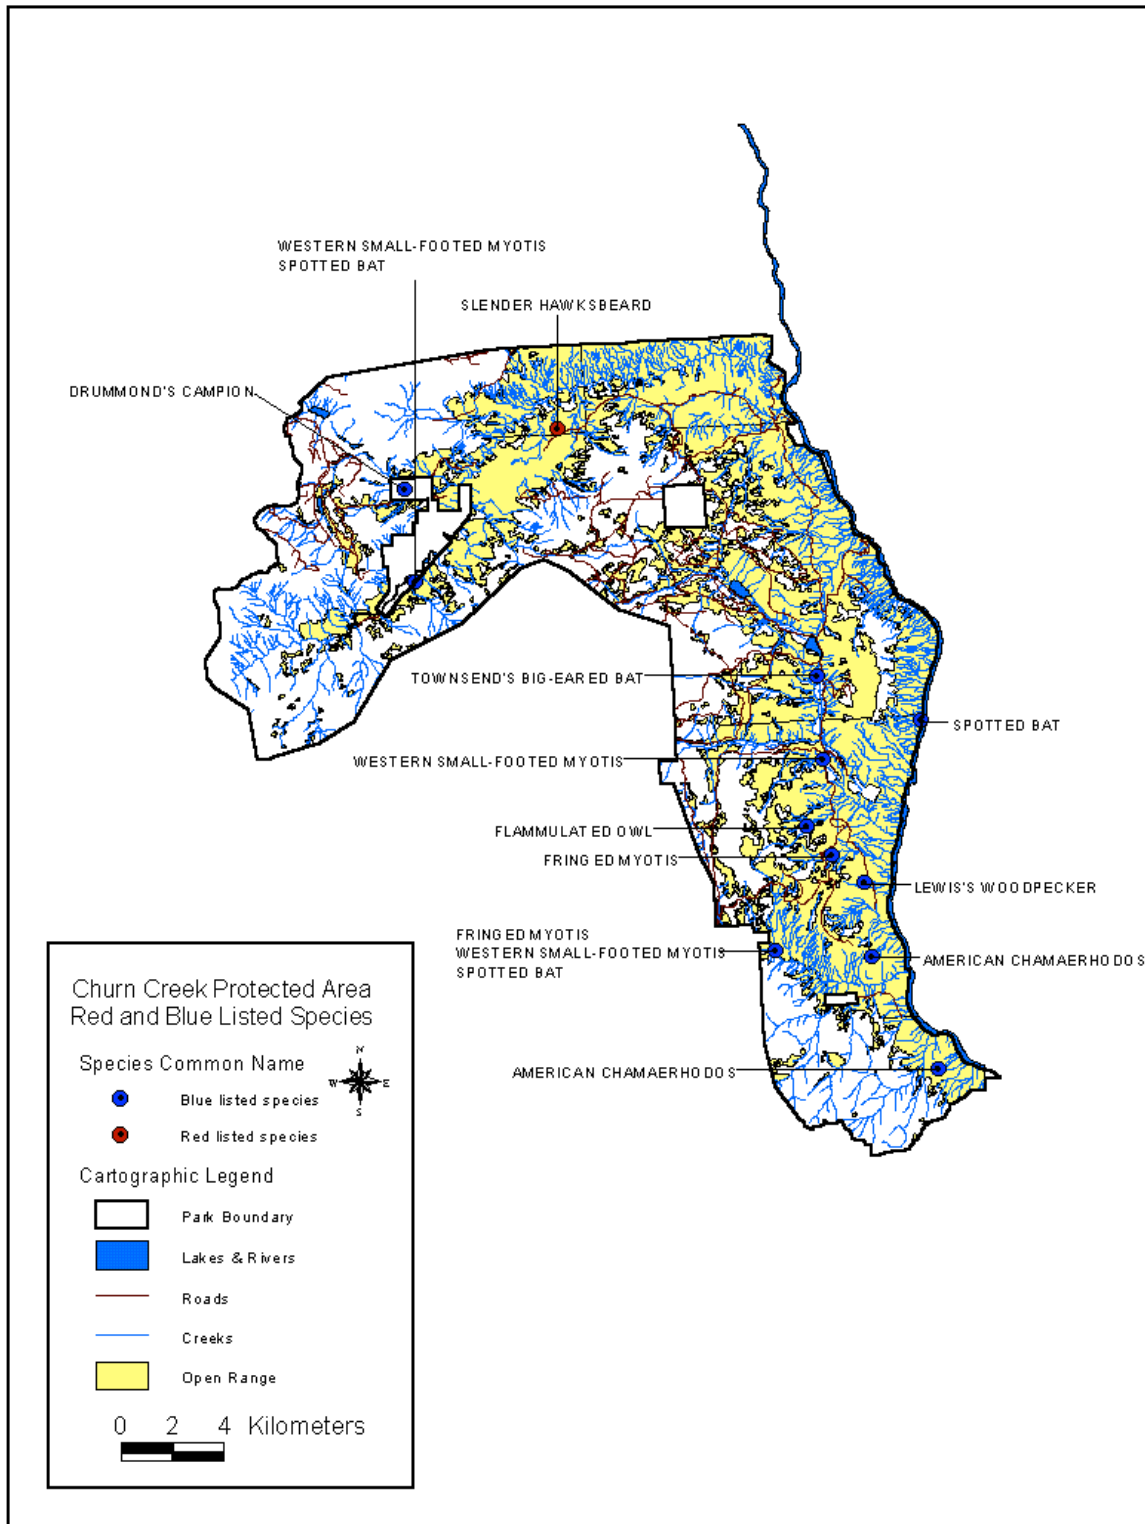 WESTERN SMALL-FOOTED MYOTIS
SPOTTED BAT
SLENDER HAWKSBEARD
DRUMMOND'S CAMPION
TOWNSEND'S BIG-EARED BAT
SPOTTED BAT
WESTERN SMALL-FOOTED MYOTIS
FLAMMULATED OWL
FRINGED MYOTIS
LEWIS'S WOODPECKER
FRINGED MYOTIS
WESTERN SMALL-FOOTED MYOTIS
SPOTTED BAT
AMERICAN CHAMAERHODOS
AMERICAN CHAMAERHODOS
Churn Creek Protected Area
Red and Blue Listed Species
Species Common Name
N
W E
S
Blue listed species
Red listed species
Cartographic Legend
Park Boundary
Lakes & Rivers
Roads
Creeks
Open Range
0 2 4 Kilometers